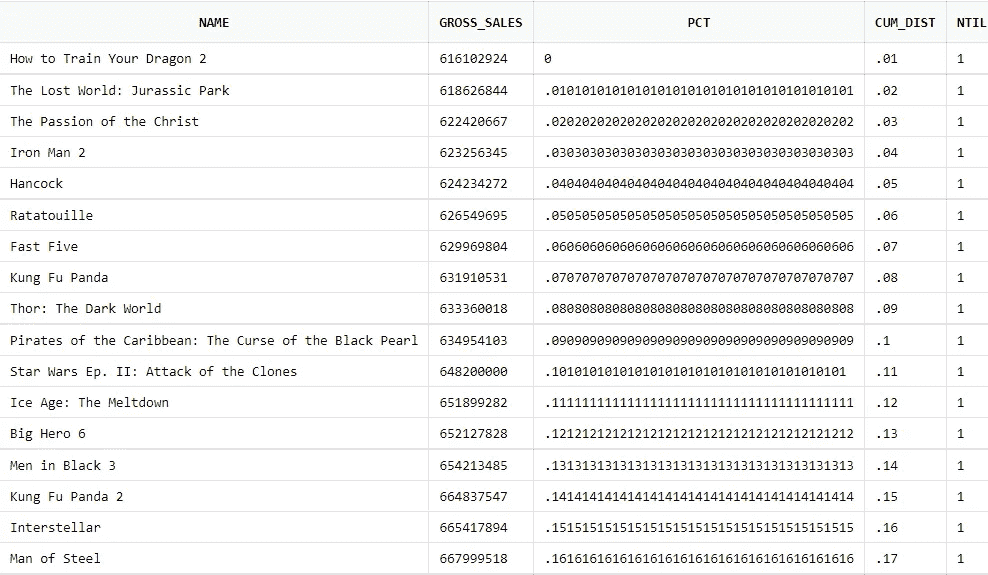 NAME GROSS_SALES PCT CUM_DIST NTIL
How to Train Your Dragon 2 616102924 0 .01 1
The Lost World: Jurassic Park 618626844 .0101010101010101010101010101010101010101 .02 1
The Passion of the Christ 622420667 .0202020202020202020202020202020202020202 .03 1
Iron Man 2 623256345 .0303030303030303030303030303030303030303 .04 1
Hancock 624234272 .0404040404040404040404040404040404040404 .05 1
Ratatouille 626549695 .0505050505050505050505050505050505050505 .06 1
Fast Five 629969804 .0606060606060606060606060606060606060606 .07 1
Kung Fu Panda 631910531 .0707070707070707070707070707070707070707 .08 1
Thor: The Dark World 633360018 .0808080808080808080808080808080808080808 .09 1
Pirates of the Caribbean: The Curse of the Black Pearl 634954103 .0909090909090909090909090909090909090909 .1 1
Star Wars Ep. II: Attack of the Clones 648200000 .101010101010101010101010101010101010101 .11 1
Ice Age: The Meltdown 651899282 .1111111111111111111111111111111111111111 .12 1
Big Hero 6 652127828 .1212121212121212121212121212121212121212 .13 1
Men in Black 3 654213485 .1313131313131313131313131313131313131313 .14 1
Kung Fu Panda 2 664837547 .1414141414141414141414141414141414141414 .15 1
Interstellar 665417894 .1515151515151515151515151515151515151515 .16 1
Man of Steel 667999518 .1616161616161616161616161616161616161616 .17 1